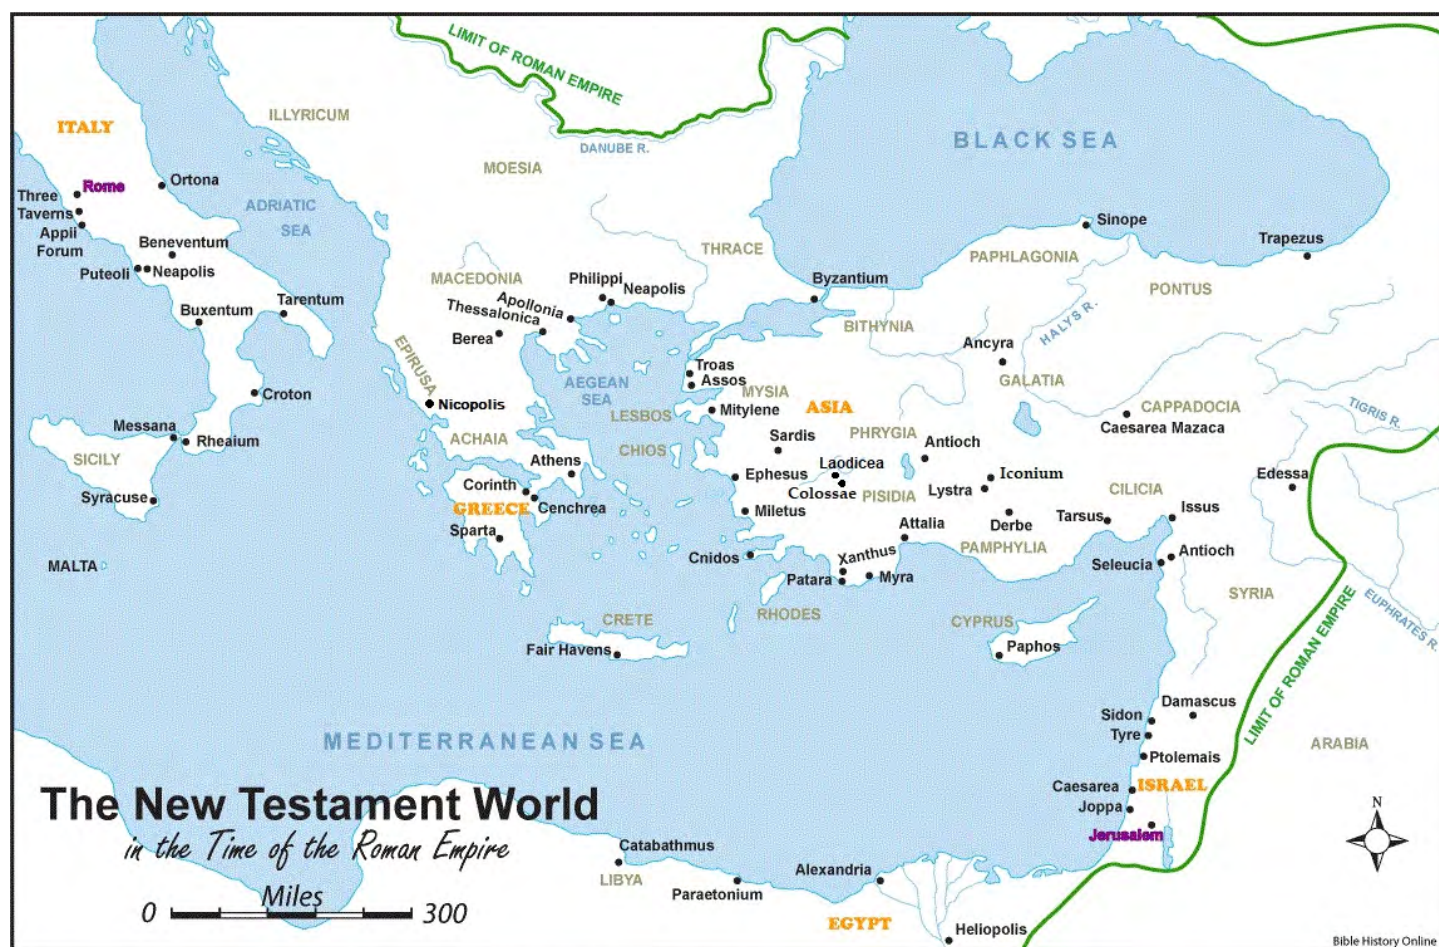 LIMIT OF ROMAN EMPIRE
ILLYRICUM
ITALY
BLACK SEA
DANUBE R.
MOESIA
Rome
Ortona
Three
Taverns
ADRIATIC
SEA
Appii
Forum
Sinope
Trapezus
Beneventum
THRACE
PAPHLAGONIA
Puteoli
Neapolis
MACEDONIA
Philippi
Neapolis
Byzantium
PONTUS
Buxentum
Tarentum
Apollonia
Thessalonica
HALYS R.
BITHYNIA
Berea
Ancyra
EPIRUSA
Troas
Assos
GALATIA
AEGEAN
SEA
MYSIA
Croton
Nicopolis
LESBOS
Mitylene
ASIA
CAPPADOCIA
Caesarea Mazaca
TIGRIS R.
Messana
Rheaium
ACHAIA
CHIOS
Sardis
PHRYGIA
Antioch
SICILY
Athens
Laodicea
Ephesus
Iconium
Edessa
Syracuse
Corinth
Colossae
PISIDIA
Lystra
CILICIA
GREECE
Cenchrea
Miletus
Derbe
Tarsus
Issus
Sparta
Attalia
MALTA
Cnidos
Xanthus
PAMPHYLIA
Antioch
Seleucia
Patara
Myra
SYRIA
EUPHRATES R.
CRETE
RHODES
CYPRUS
Fair Havens
Paphos
LIMIT OF ROMAN EMPIRE
Damascus
Sidon
Tyre
MEDITERRANEAN SEA
ARABIA
Ptolemais
Caesarea
ISRAEL
Joppa
Jerusalem
N
The New Testament World
in the Time of the Roman Empire
Catabathmus
LIBYA
Paraetonium
Alexandria
Miles
0 300
EGYPT
Heliopolis
Bible History Online